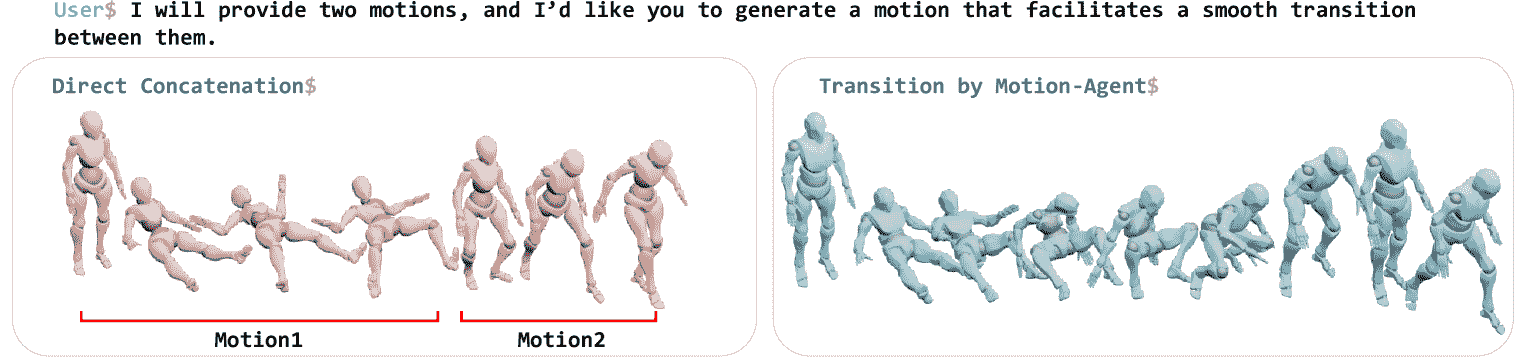 User$ I will provide two motions, and I’d like you to generate a motion that facilitates a smooth transition
between them.
Direct Concatenation$
Transition by Motion-Agent$
Motion1
Motion2